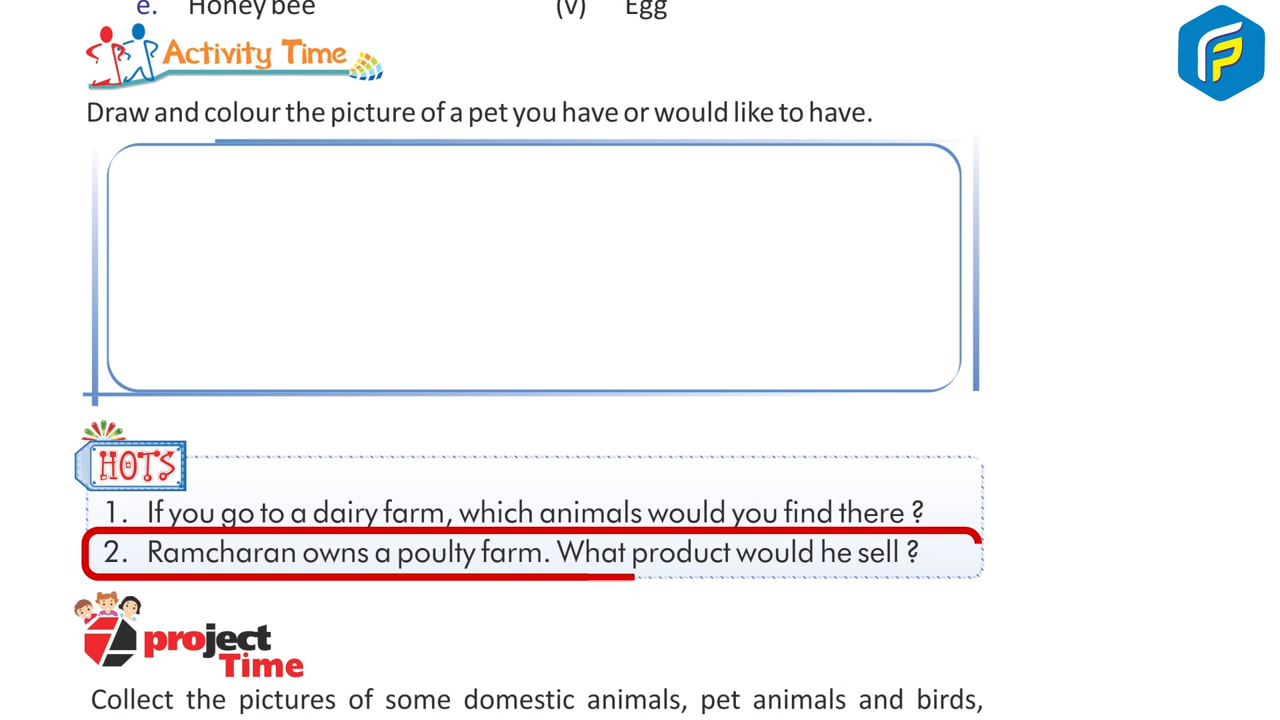 e. Honey bee (v) Egg
Activity Time
Draw and colour the picture of a pet you have or would like to have.
HOTS
1. If you go to a dairy farm, which animals would you find there ?
2. Ramcharan owns a poulty farm. What product would he sell ?
project
Time
Collect the pictures of some domestic animals, pet animals and birds,